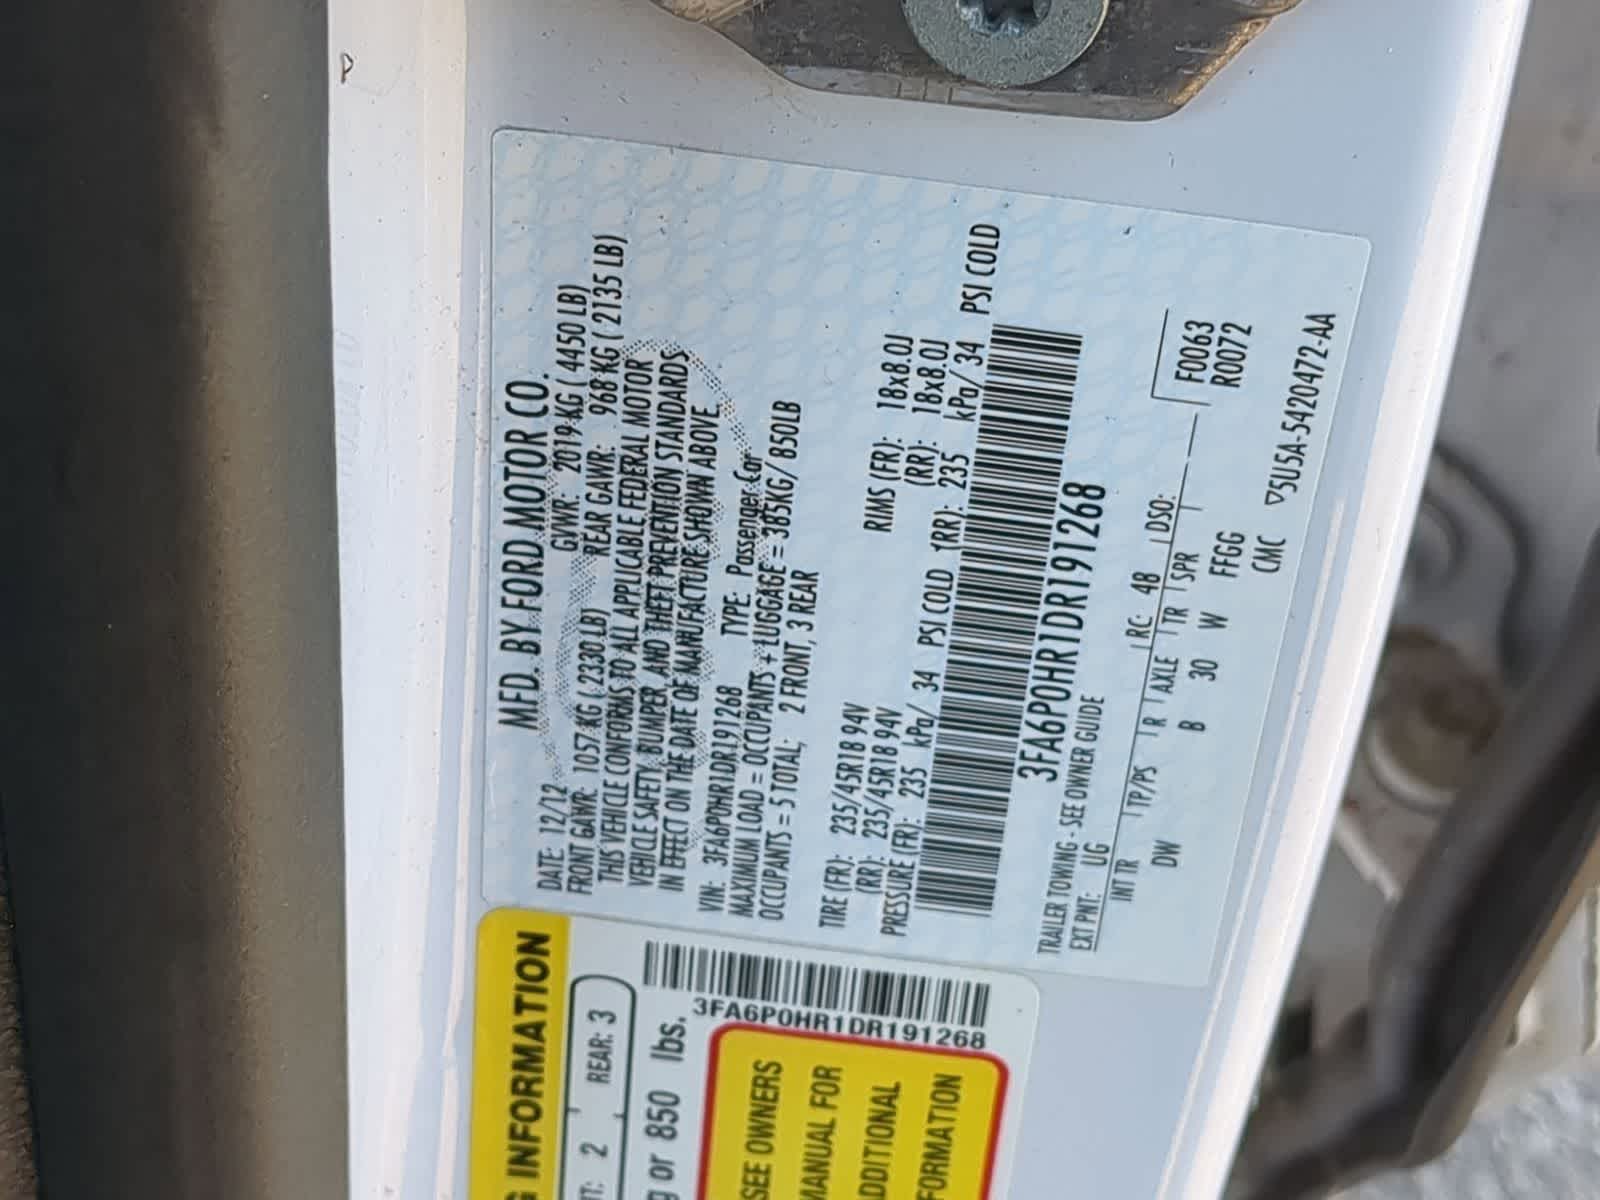 MFD. BY FORD MOTOR CO.
DATE: 12/12 GVWR: 2019 KG ( 4450 LB)
FRONT GAWR: 1057 KG ( 2330 LB) REAR GAWR: 968 KG ( 2135 LB)
THIS VEHICLE CONFORMS TO ALL APPLICABLE FEDERAL MOTOR
VEHICLE SAFETY, BUMPER, AND THEFT PREVENTION STANDARDS
IN EFFECT ON THE DATE OF MANUFACTURE SHOWN ABOVE.
VIN: 3FA6P0HR1DR191268 TYPE: Passenger Car
MAXIMUM LOAD = OCCUPANTS + LUGGAGE = 385KG/ 850LB
OCCUPANTS = 5 TOTAL; 2 FRONT, 3 REAR
TIRE (FR): 235/45R18 94V RIMS (FR): 18x8.0J
(RR): 235/45R18 94V (RR): 18x8.0J
PRESSURE (FR): 235 kPa/ 34 PSI COLD (RR): 235 kPa/ 34 PSI COLD
3FA6P0HR1DR191268
TRAILER TOWING - SEE OWNER GUIDE
EXT PNT: UG RC: 48 DSO:
INT TR TP/PS R AXLE TR SPR F0063
DW B 30 W FFGG R0072
CMC ▽5U5A-5420472-AA
INFORMATION
2 REAR: 3
or 850 lbs.
3FA6P0HR1DR191268
SEE OWNERS
MANUAL FOR
ADDITIONAL